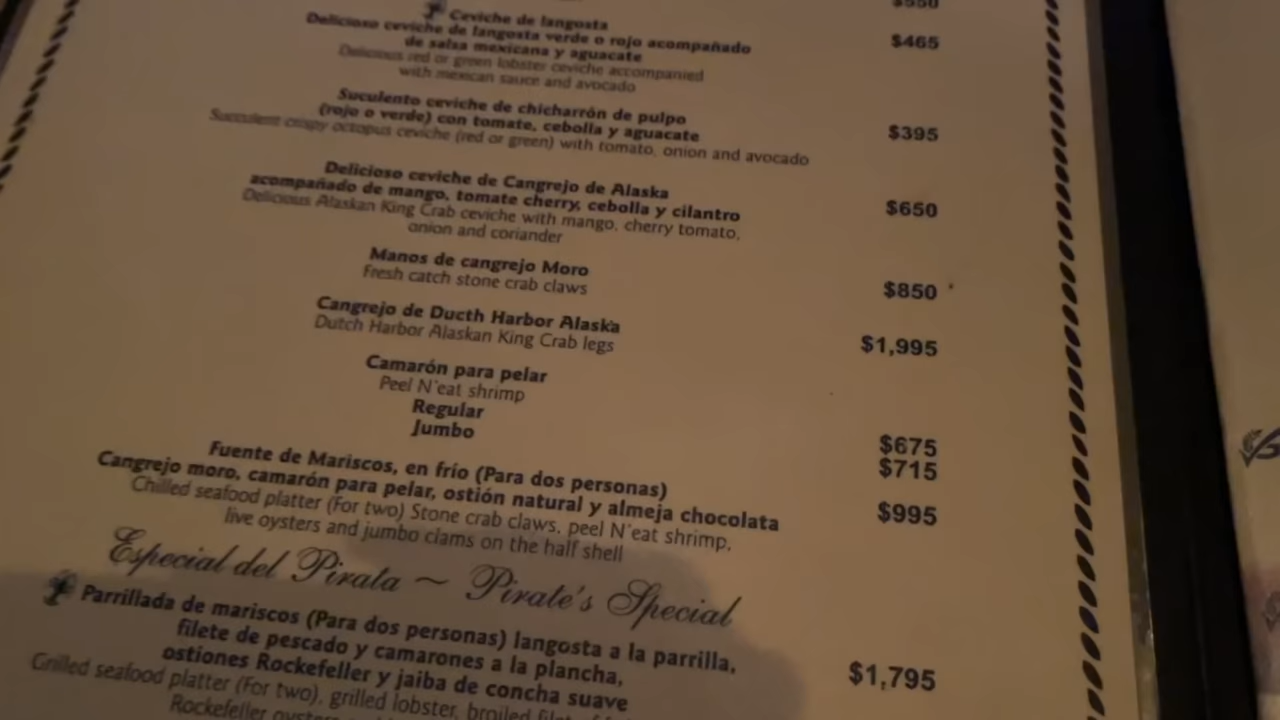 $550
Ceviche de langosta
Delicioso ceviche de langosta verde o rojo acompañado
de salsa mexicana y aguacate
$465
Delicious red or green lobster ceviche accompanied
with mexican sauce and avocado
Suculento ceviche de chicharrón de pulpo
(rojo o verde) con tomate, cebolla y aguacate
$395
Succulent crispy octopus ceviche (red or green) with tomato, onion and avocado
Delicioso ceviche de Cangrejo de Alaska
acompañado de mango, tomate cherry, cebolla y cilantro
$650
Delicious Alaskan King Crab ceviche with mango, cherry tomato,
onion and coriander
Manos de cangrejo Moro
$850
Fresh catch stone crab claws
Cangrejo de Ducth Harbor Alaska
$1,995
Dutch Harbor Alaskan King Crab legs
Camarón para pelar
Peel N'eat shrimp
Regular
$675
Jumbo
$715
Fuente de Mariscos, en frío (Para dos personas)
$995
Cangrejo moro, camarón para pelar, ostión natural y almeja chocolata
Chilled seafood platter (For two) Stone crab claws, peel N'eat shrimp,
live oysters and jumbo clams on the half shell
Especial del Pirata ~ Pirate's Special
Parrillada de mariscos (Para dos personas) langosta a la parrilla,
filete de pescado y camarones a la plancha,
$1,795
ostiones Rockefeller y jaiba de concha suave
Grilled seafood platter (For two), grilled lobster, broiled
Rockefeller